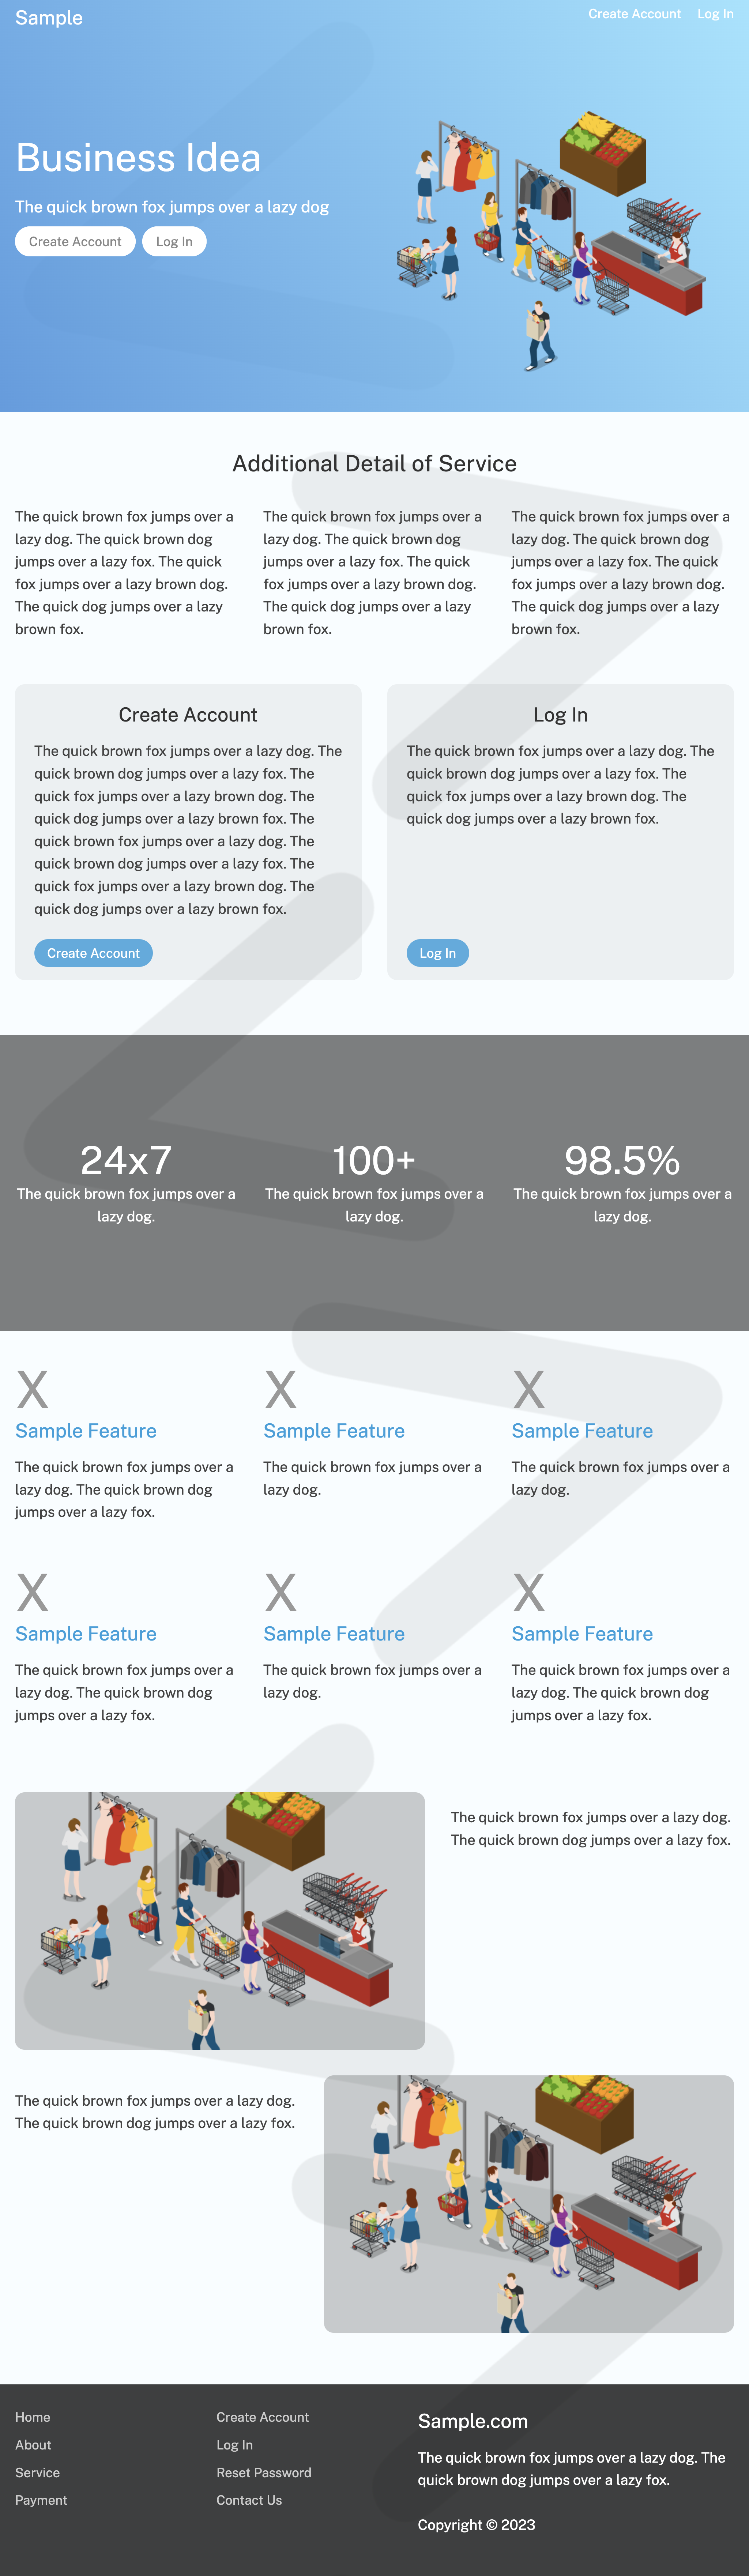 Sample
Create Account
Log In
Business Idea
The quick brown fox jumps over a lazy dog
Create Account
Log In
Additional Detail of Service
The quick brown fox jumps over a
lazy dog. The quick brown dog
jumps over a lazy fox. The quick
fox jumps over a lazy brown dog.
The quick dog jumps over a lazy
brown fox.
The quick brown fox jumps over a
lazy dog. The quick brown dog
jumps over a lazy fox. The quick
fox jumps over a lazy brown dog.
The quick dog jumps over a lazy
brown fox.
The quick brown fox jumps over a
lazy dog. The quick brown dog
jumps over a lazy fox. The quick
fox jumps over a lazy brown dog.
The quick dog jumps over a lazy
brown fox.
Create Account
The quick brown fox jumps over a lazy dog. The
quick brown dog jumps over a lazy fox. The
quick fox jumps over a lazy brown dog. The
quick dog jumps over a lazy brown fox. The
quick brown fox jumps over a lazy dog. The
quick brown dog jumps over a lazy fox. The
quick fox jumps over a lazy brown dog. The
quick dog jumps over a lazy brown fox.
Create Account
Log In
The quick brown fox jumps over a lazy dog. The
quick brown dog jumps over a lazy fox. The
quick fox jumps over a lazy brown dog. The
quick dog jumps over a lazy brown fox.
Log In
24x7
The quick brown fox jumps over a
lazy dog.
100+
The quick brown fox jumps over a
lazy dog.
98.5%
The quick brown fox jumps over a
lazy dog.
X
Sample Feature
The quick brown fox jumps over a
lazy dog. The quick brown dog
jumps over a lazy fox.
X
Sample Feature
The quick brown fox jumps over a
lazy dog.
X
Sample Feature
The quick brown fox jumps over a
lazy dog.
X
Sample Feature
The quick brown fox jumps over a
lazy dog. The quick brown dog
jumps over a lazy fox.
X
Sample Feature
The quick brown fox jumps over a
lazy dog.
X
Sample Feature
The quick brown fox jumps over a
lazy dog. The quick brown dog
jumps over a lazy fox.
The quick brown fox jumps over a lazy dog.
The quick brown dog jumps over a lazy fox.
The quick brown fox jumps over a lazy dog.
The quick brown dog jumps over a lazy fox.
Home
About
Service
Payment
Create Account
Log In
Reset Password
Contact Us
Sample.com
The quick brown fox jumps over a lazy dog. The
quick brown dog jumps over a lazy fox.
Copyright © 2023